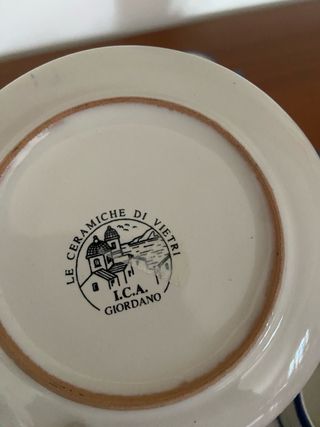 LE CERAMICHE DI VIETRI
I.C.A.
GIORDANO